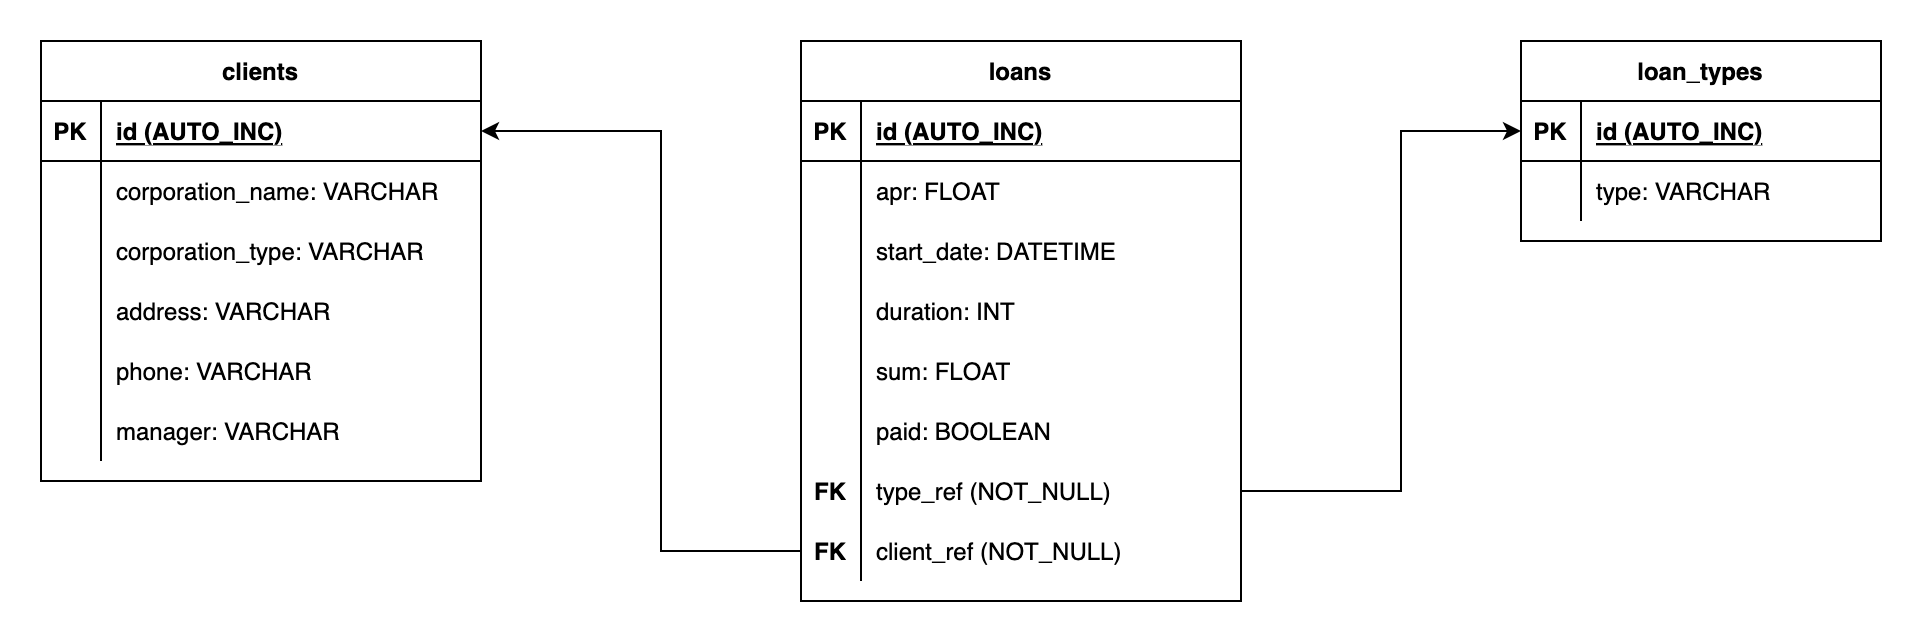 clients
PK id (AUTO_INC)
corporation_name: VARCHAR
corporation_type: VARCHAR
address: VARCHAR
phone: VARCHAR
manager: VARCHAR
loans
PK id (AUTO_INC)
apr: FLOAT
start_date: DATETIME
duration: INT
sum: FLOAT
paid: BOOLEAN
FK type_ref (NOT_NULL)
FK client_ref (NOT_NULL)
loan_types
PK id (AUTO_INC)
type: VARCHAR